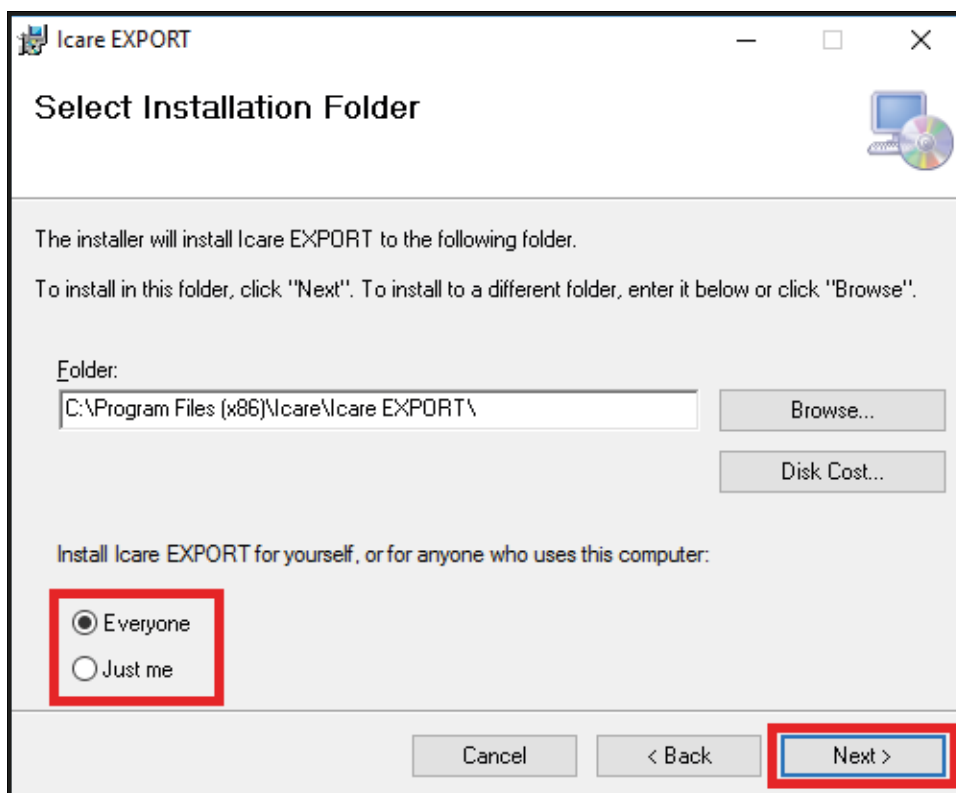 Icare EXPORT
Select Installation Folder
The installer will install Icare EXPORT to the following folder.
To install in this folder, click "Next". To install to a different folder, enter it below or click "Browse".
Folder:
C:\Program Files (x86)\Icare\Icare EXPORT\
Browse...
Disk Cost...
Install Icare EXPORT for yourself, or for anyone who uses this computer:
Everyone
Just me
Cancel
< Back
Next >